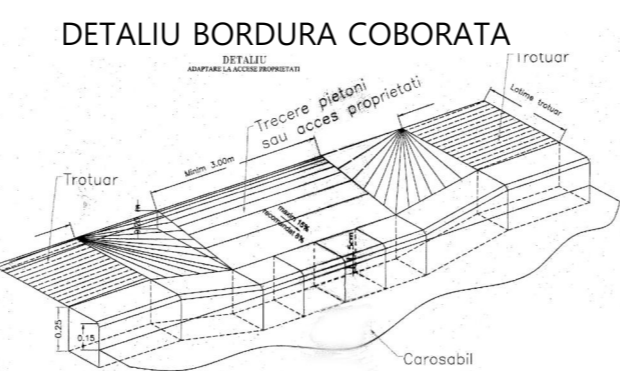 DETALIU BORDURA COBORATA
DETALIU
ADAPTARE LA ACCESE PROPRIETATI
Trotuar
Latime trotuar
Trecere pietoni
sau acces proprietati
Minim 3.00m
Trotuar
maxim 15%
recomandat 8%
0.25
0.15
Carosabil